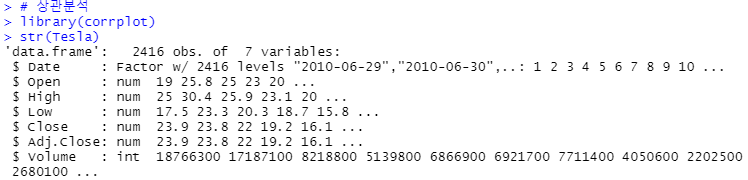 > # 상관분석
> library(corrplot)
> str(Tesla)
'data.frame':   2416 obs. of  7 variables:
 $ Date     : Factor w/ 2416 levels "2010-06-29","2010-06-30",..: 1 2 3 4 5 6 7 8 9 10 ...
 $ Open     : num  19 25.8 25 23 20 ...
 $ High     : num  25 30.4 25.9 23.1 20 ...
 $ Low      : num  17.5 23.3 20.3 18.7 15.8 ...
 $ Close    : num  23.9 23.8 22 19.2 16.1 ...
 $ Adj.Close: num  23.9 23.8 22 19.2 16.1 ...
 $ Volume   : int  18766300 17187100 8218800 5139800 6866900 6921700 7711400 4050600 2202500
2680100 ...